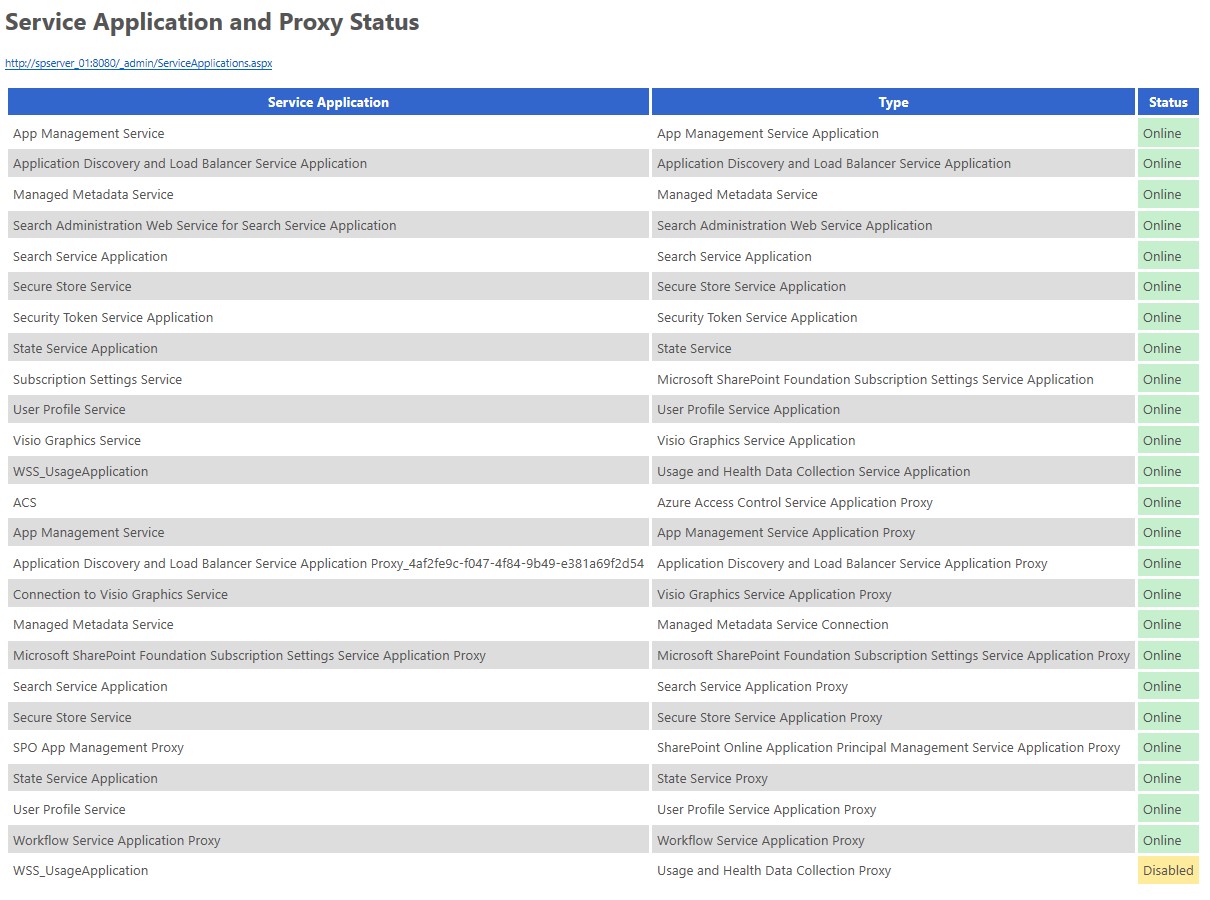 Service Application and Proxy Status
http://spserver_01:8080/_admin/ServiceApplications.aspx
Service Application Type Status
App Management Service App Management Service Application Online
Application Discovery and Load Balancer Service Application Application Discovery and Load Balancer Service Application Online
Managed Metadata Service Managed Metadata Service Online
Search Administration Web Service for Search Service Application Search Administration Web Service Application Online
Search Service Application Search Service Application Online
Secure Store Service Secure Store Service Application Online
Security Token Service Application Security Token Service Application Online
State Service Application State Service Online
Subscription Settings Service Microsoft SharePoint Foundation Subscription Settings Service Application Online
User Profile Service User Profile Service Application Online
Visio Graphics Service Visio Graphics Service Application Online
WSS_UsageApplication Usage and Health Data Collection Service Application Online
ACS Azure Access Control Service Application Proxy Online
App Management Service App Management Service Application Proxy Online
Application Discovery and Load Balancer Service Application Proxy_4af2fe9c-f047-4f84-9b49-e381a69f2d54 Application Discovery and Load Balancer Service Application Proxy Online
Connection to Visio Graphics Service Visio Graphics Service Application Proxy Online
Managed Metadata Service Managed Metadata Service Connection Online
Microsoft SharePoint Foundation Subscription Settings Service Application Proxy Microsoft SharePoint Foundation Subscription Settings Service Application Proxy Online
Search Service Application Search Service Application Proxy Online
Secure Store Service Secure Store Service Application Proxy Online
SPO App Management Proxy SharePoint Online Application Principal Management Service Application Proxy Online
State Service Application State Service Proxy Online
User Profile Service User Profile Service Application Proxy Online
Workflow Service Application Proxy Workflow Service Application Proxy Online
WSS_UsageApplication Usage and Health Data Collection Proxy Disabled